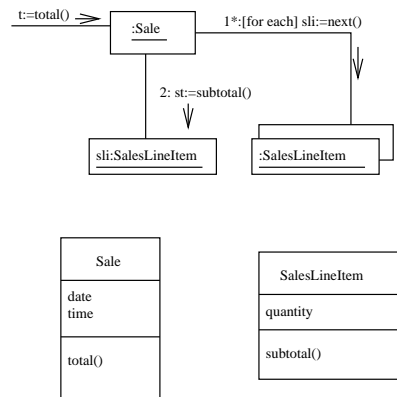 t:=total()
:Sale
1*:[for each] sli:=next()
2: st:=subtotal()
sli:SalesLineItem
:SalesLineItem
Sale
date
time
total()
SalesLineItem
quantity
subtotal()